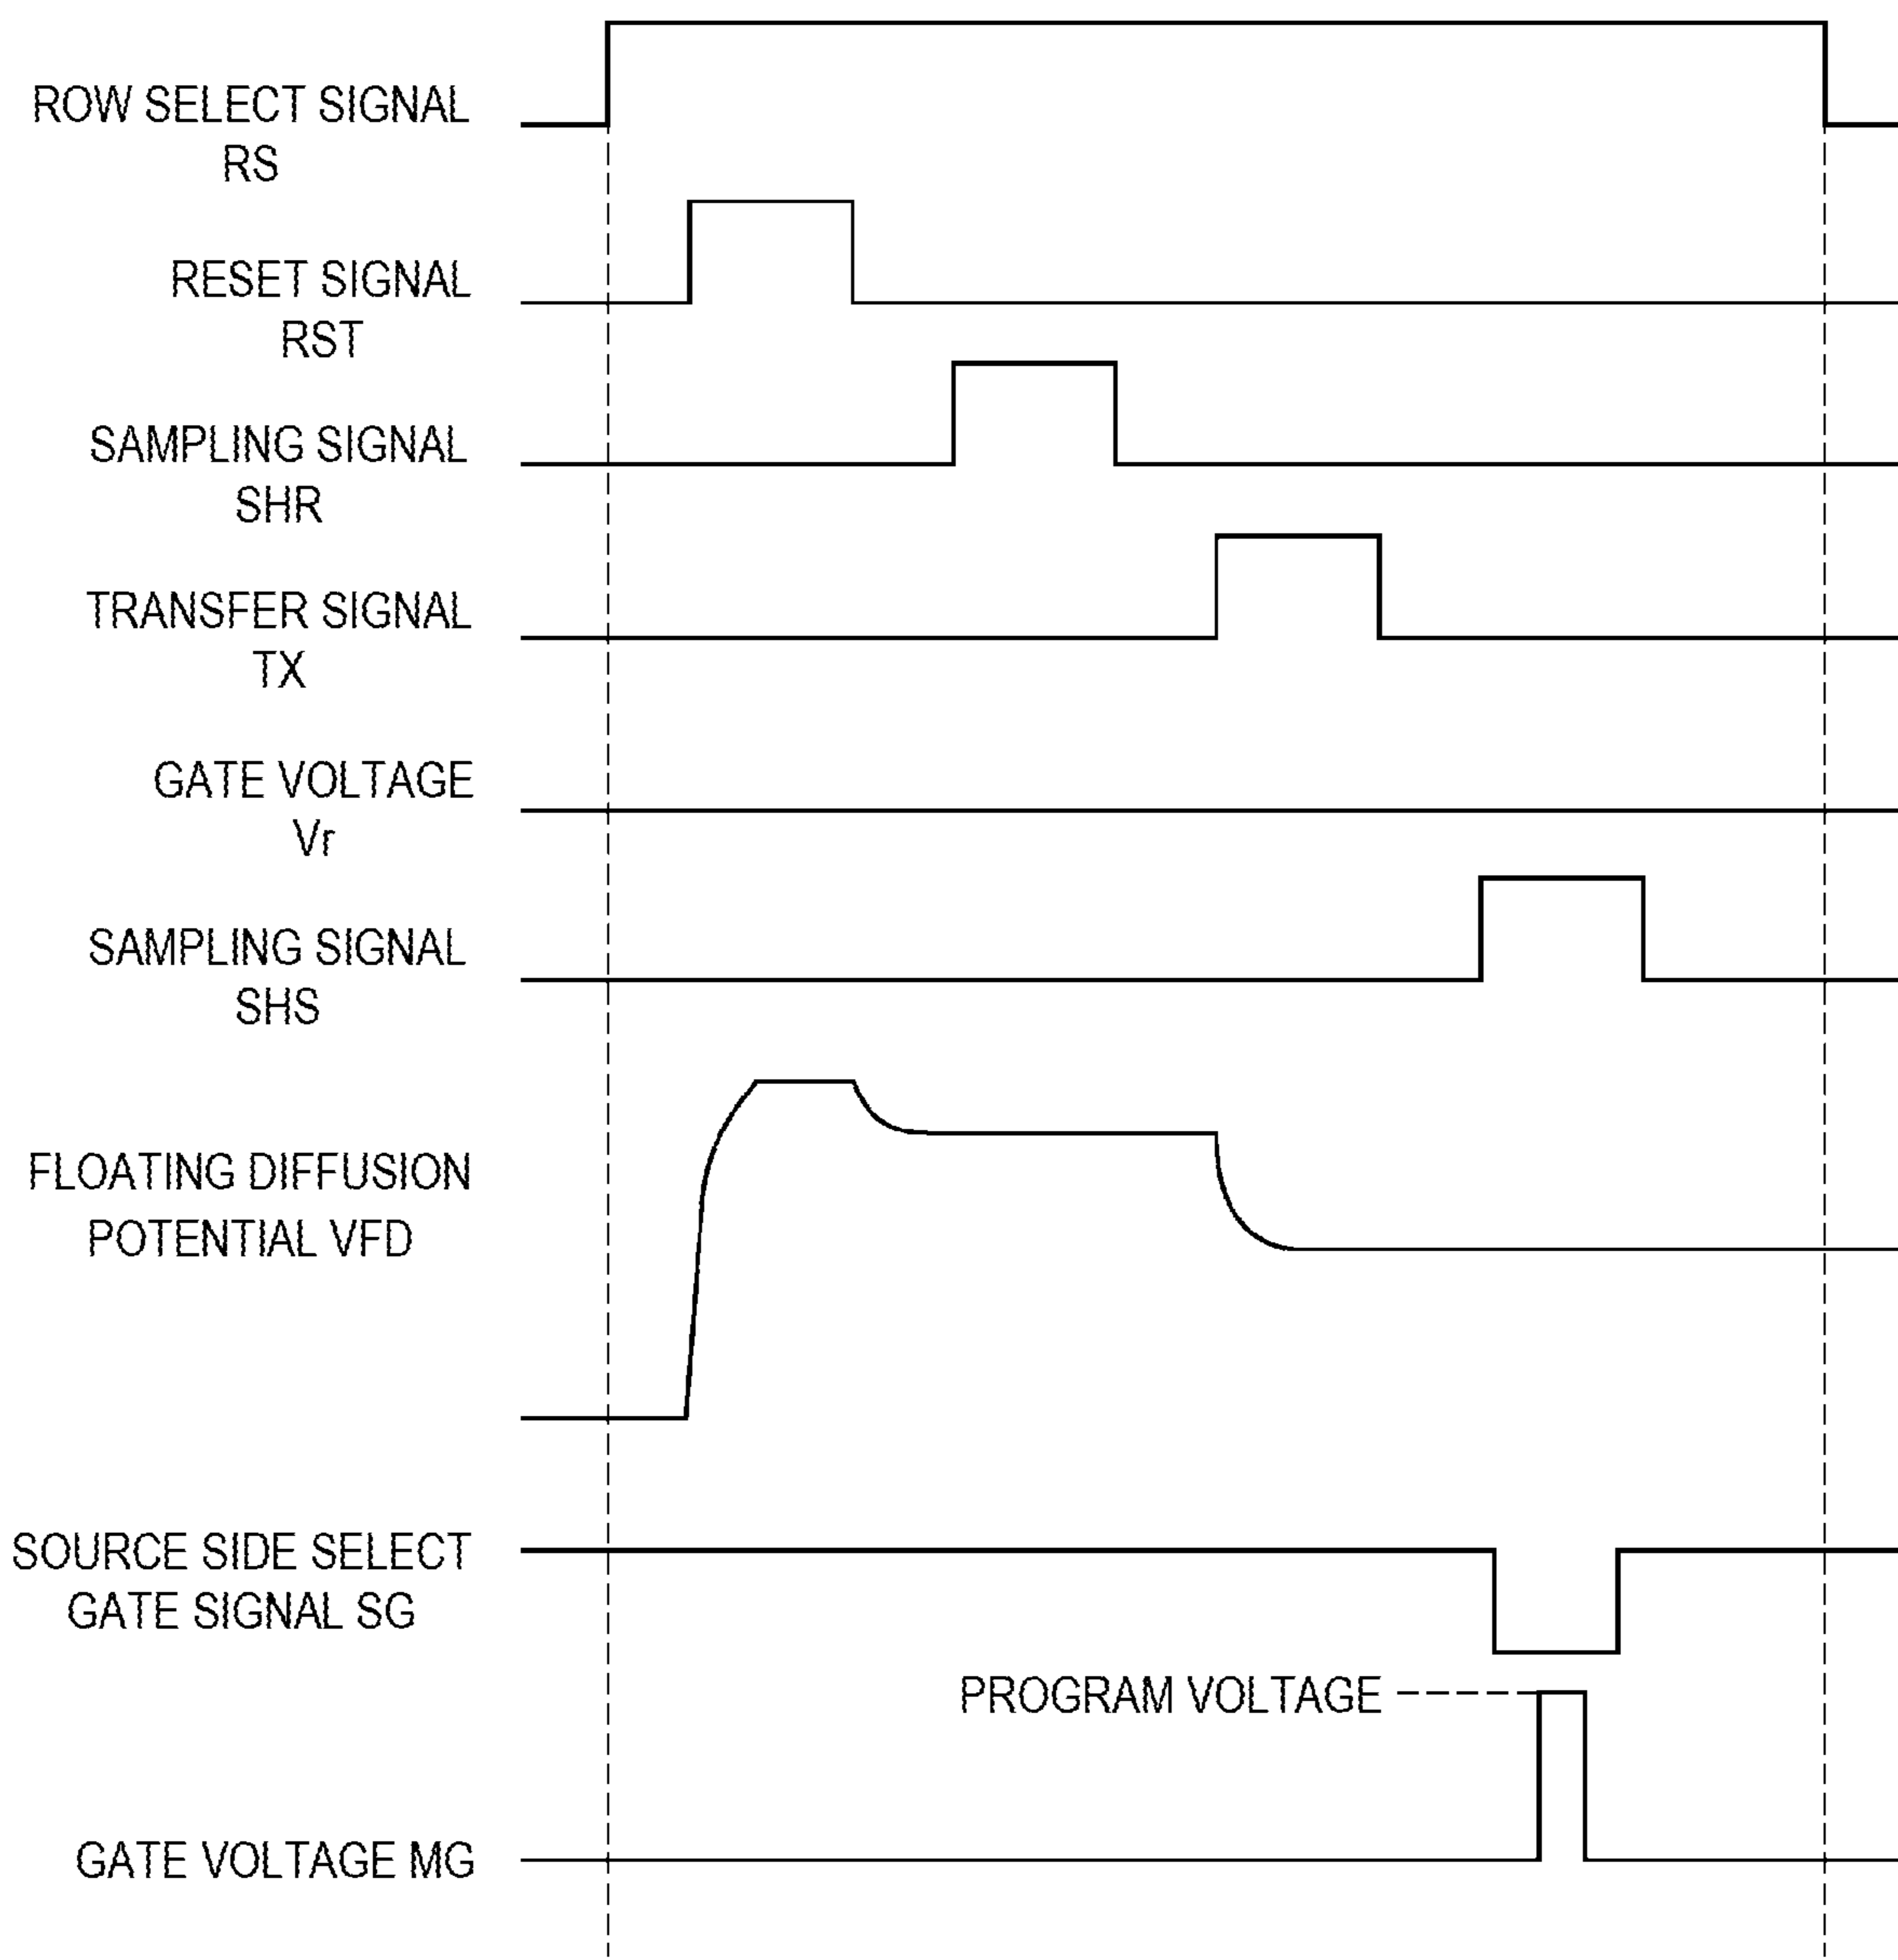 ROW SELECT SIGNAL
RS
RESET SIGNAL
RST
SAMPLING SIGNAL
SHR
TRANSFER SIGNAL
TX
GATE VOLTAGE
Vr
SAMPLING SIGNAL
SHS
FLOATING DIFFUSION
POTENTIAL VFD
SOURCE SIDE SELECT
GATE SIGNAL SG
PROGRAM VOLTAGE
GATE VOLTAGE MG